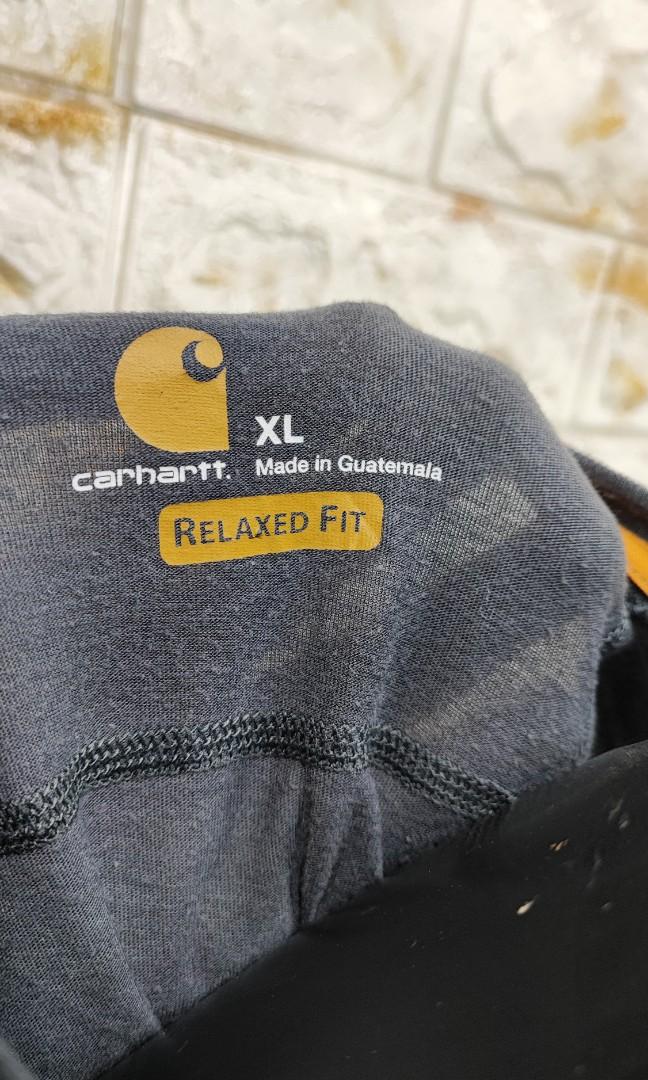 XL
carhartt.
Made in Guatemala
RELAXED FIT